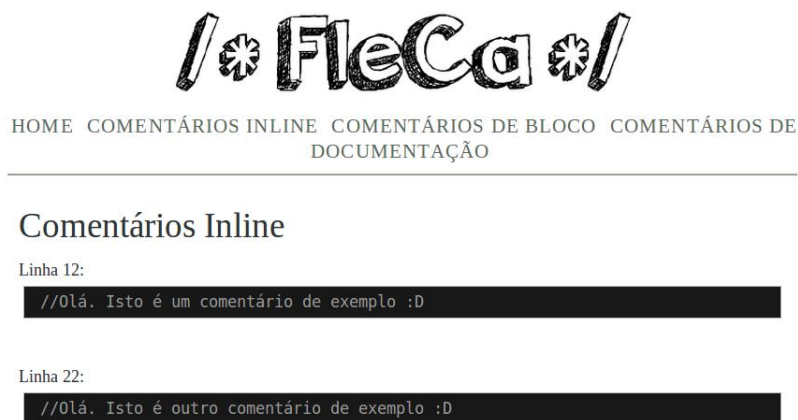 /* FleCa */
HOME COMENTÁRIOS INLINE COMENTÁRIOS DE BLOCO COMENTÁRIOS DE
DOCUMENTAÇÃO
Comentários Inline
Linha 12:
//Olá. Isto é um comentário de exemplo :D
Linha 22:
//Olá. Isto é outro comentário de exemplo :D